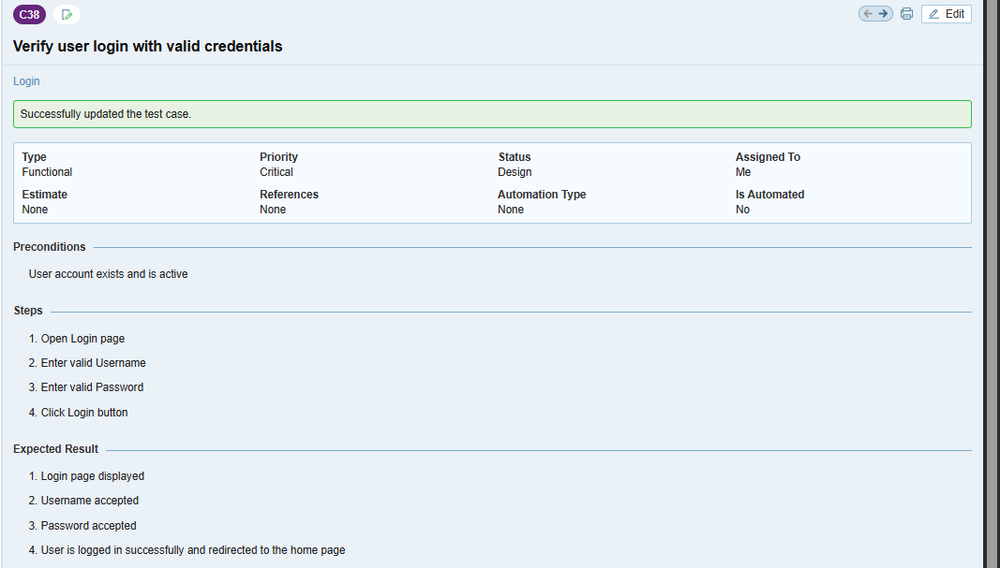 C38
Edit
Verify user login with valid credentials
Login
Successfully updated the test case.
Type Priority Status Assigned To
Functional Critical Design Me
Estimate References Automation Type Is Automated
None None None No
Preconditions
User account exists and is active
Steps
1. Open Login page
2. Enter valid Username
3. Enter valid Password
4. Click Login button
Expected Result
1. Login page displayed
2. Username accepted
3. Password accepted
4. User is logged in successfully and redirected to the home page